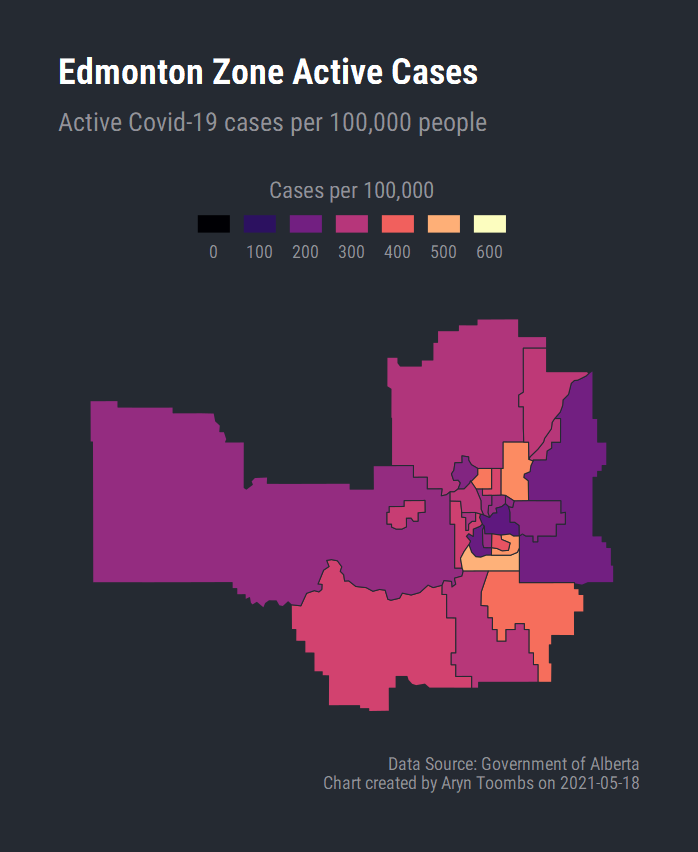 Edmonton Zone Active Cases
Active Covid-19 cases per 100,000 people
Cases per 100,000
0 100 200 300 400 500 600
Data Source: Government of Alberta
Chart created by Aryn Toombs on 2021-05-18